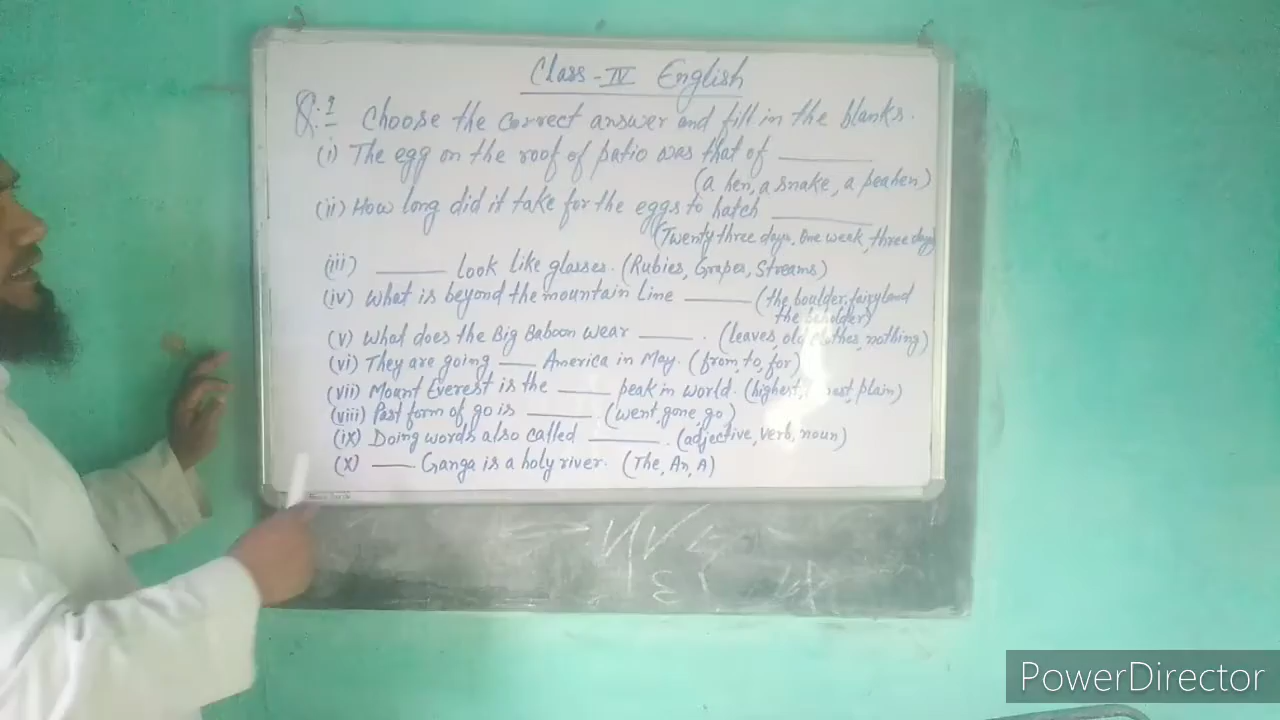 Class - IV English
Q.1 Choose the correct answer and fill in the blanks.
(i) The egg on the roof of patio was that of ______
(a hen, a snake, a peahen)
(ii) How long did it take for the eggs to hatch ______
(Twenty three days, One week, three days)
(iii) ______ look like glasses. (Rubies, Grapes, Streams)
(iv) What is beyond the mountain line ______ (the boulder, fairyland
the beholder)
(v) What does the Big Baboon wear ______. (leaves, old clothes, nothing)
(vi) They are going ____ America in May. (from, to, for)
(vii) Mount Everest is the ____ peak in world. (highest, plain)
(viii) Past form of go is ______. (went, gone, go)
(ix) Doing words also called ______. (adjective, verb, noun)
(x) ____ Ganga is a holy river. (The, An, A)
PowerDirector